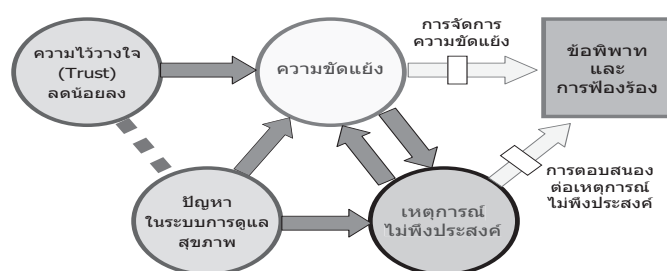 ความไว้วางใจ
(Trust)
ลดน้อยลง
ความขัดแย้ง
การจัดการ
ความขัดแย้ง
ข้อพิพาท
และ
การฟ้องร้อง
ปัญหา
ในระบบการดูแล
สุขภาพ
เหตุการณ์
ไม่พึงประสงค์
การตอบสนอง
ต่อเหตุการณ์
ไม่พึงประสงค์